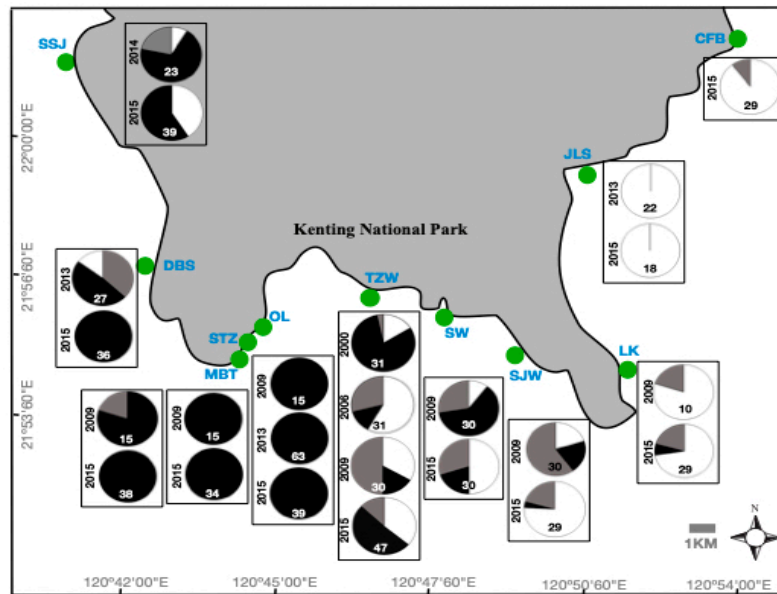 SSJ
2014
23
2015
39
CFB
2015
29
22°00'00"E
JLS
2013
22
2015
18
Kenting National Park
DBS
2013
27
2015
36
21°56'60"E
TZW
OL
STZ
MBT
SW
SJW
LK
2009
15
2015
38
2009
15
2015
34
2009
15
2013
63
2015
39
2000
31
2006
31
2009
30
2015
47
2009
30
2015
30
2009
30
2015
29
2009
10
2015
29
21°53'60"E
N
1KM
120°42'00"E
120°45'00"E
120°47'60"E
120°50'60"E
120°54'00"E